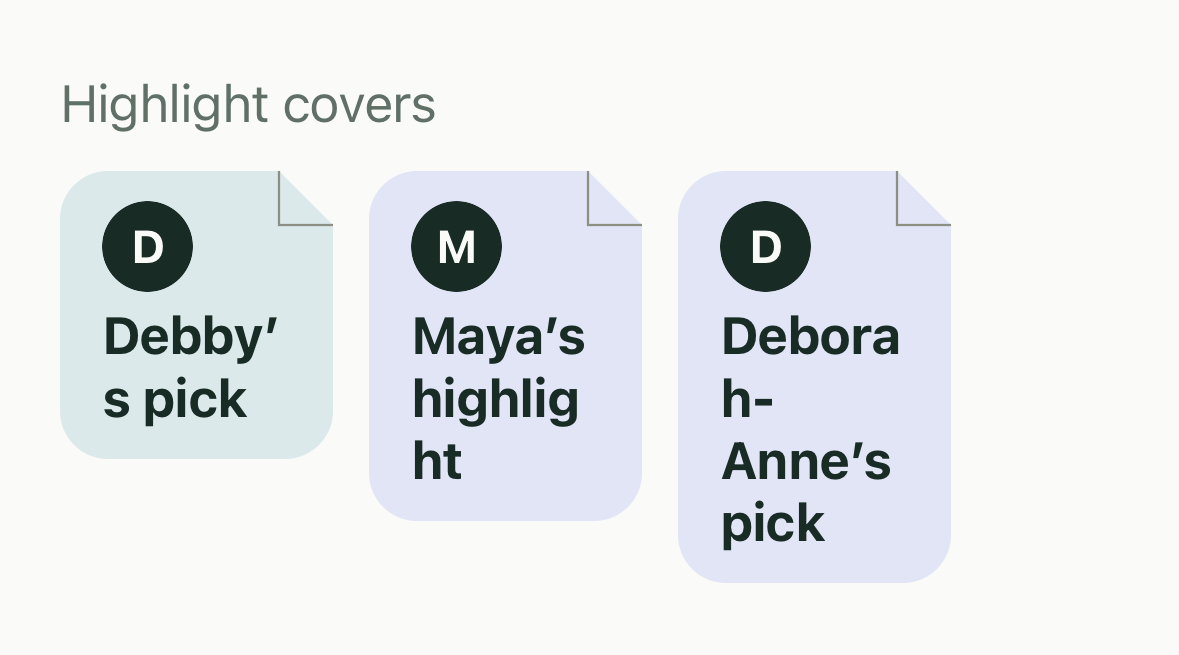 Highlight covers
D
Debby’
s pick
M
Maya’s
highlig
ht
D
Debora
h-
Anne’s
pick